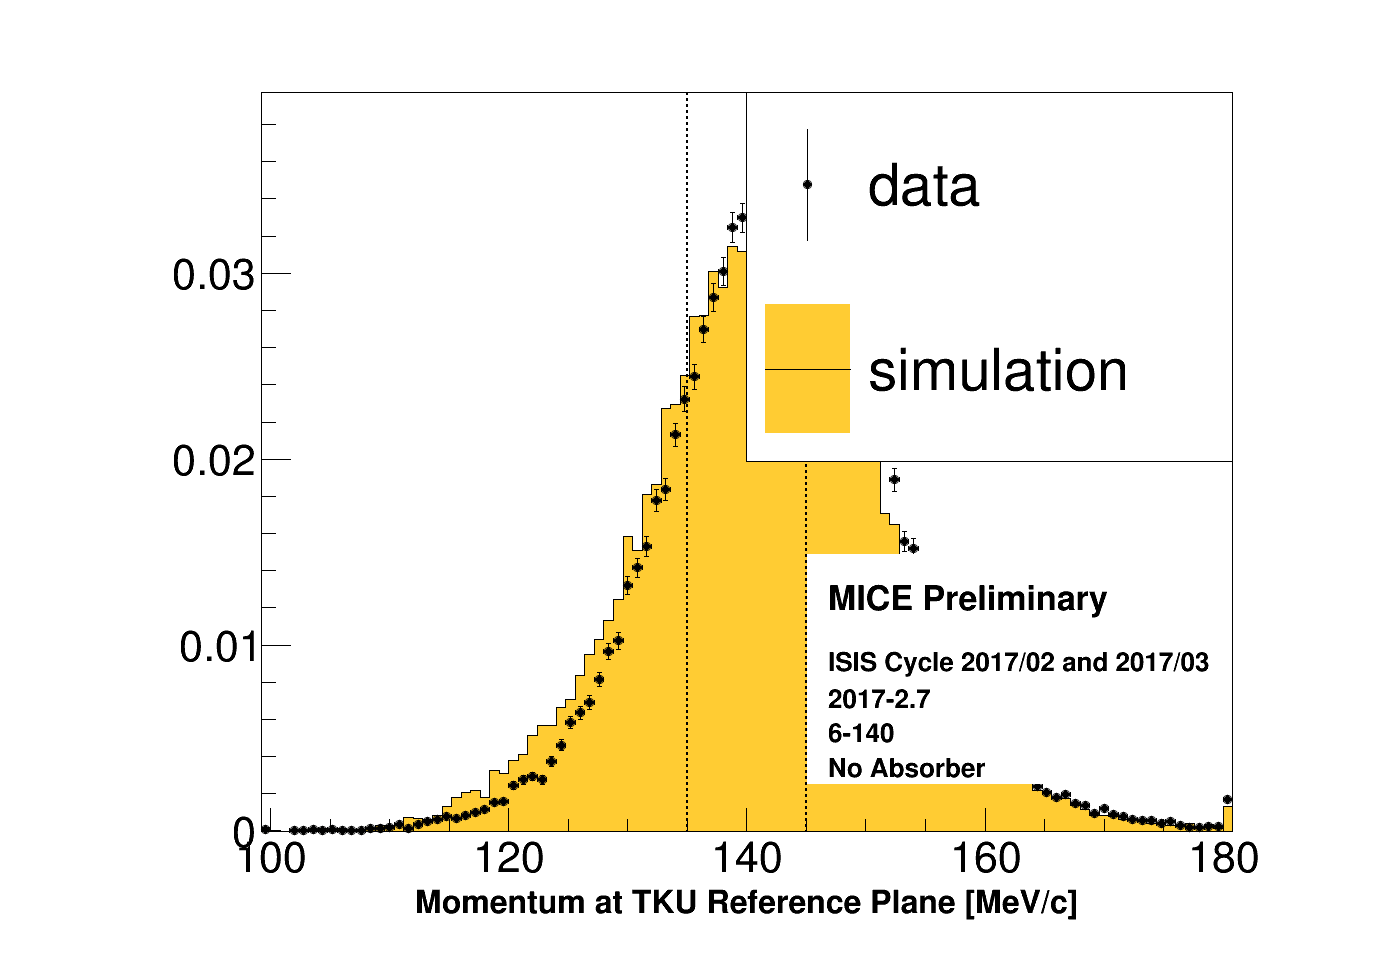 data
simulation
0.03
0.02
0.01
0
MICE Preliminary
ISIS Cycle 2017/02 and 2017/03
2017-2.7
6-140
No Absorber
100 120 140 160 180
Momentum at TKU Reference Plane [MeV/c]